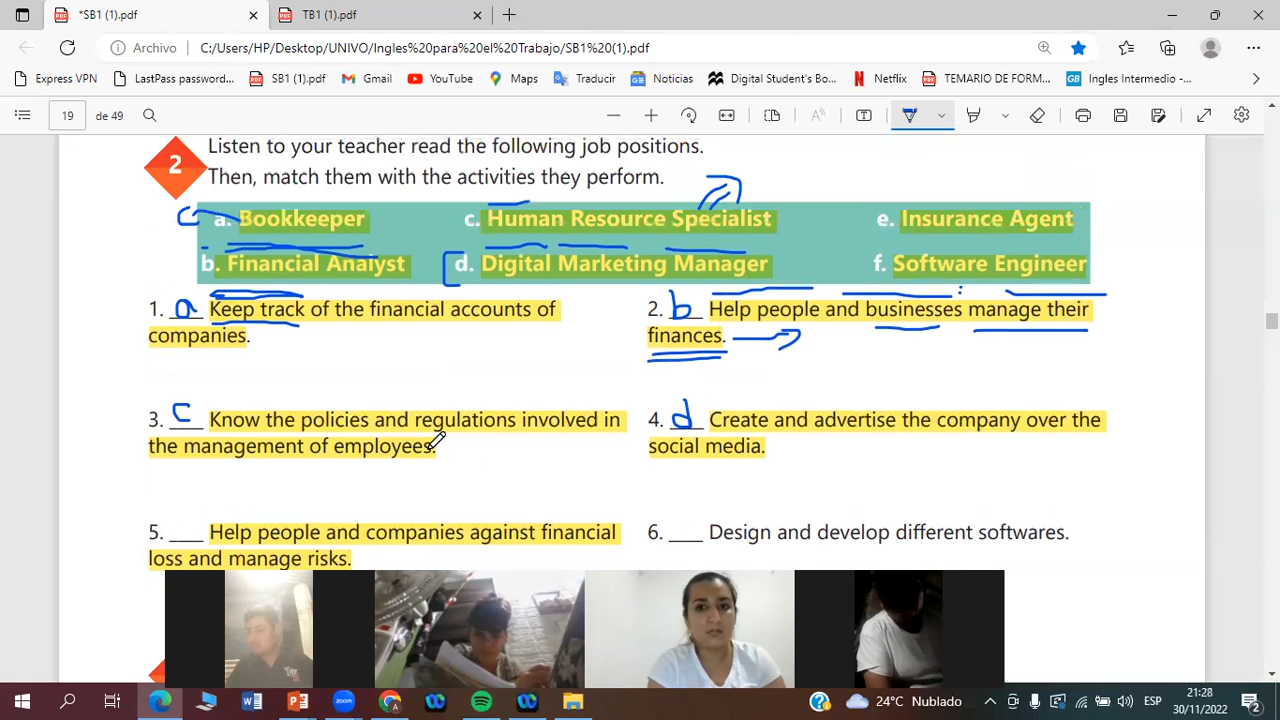 *SB1 (1).pdf
TB1 (1).pdf
Archivo C:/Users/HP/Desktop/UNIVO/Ingles%20para%20el%20Trabajo/SB1%20(1).pdf
Express VPN LastPass password... SB1 (1).pdf Gmail YouTube Maps Traducir Noticias Digital Student's Bo... Netflix TEMARIO DE FORM... Ingles Intermedio -...
19 de 49
2
Listen to your teacher read the following job positions.
Then, match them with the activities they perform.
a. Bookkeeper c. Human Resource Specialist e. Insurance Agent
b. Financial Analyst d. Digital Marketing Manager f. Software Engineer
1. a Keep track of the financial accounts of
companies.
2. b Help people and businesses manage their
finances.
3. c Know the policies and regulations involved in
the management of employees.
4. d Create and advertise the company over the
social media.
5. ____ Help people and companies against financial
loss and manage risks.
6. ____ Design and develop different softwares.
24°C Nublado ESP 21:28
30/11/2022 2